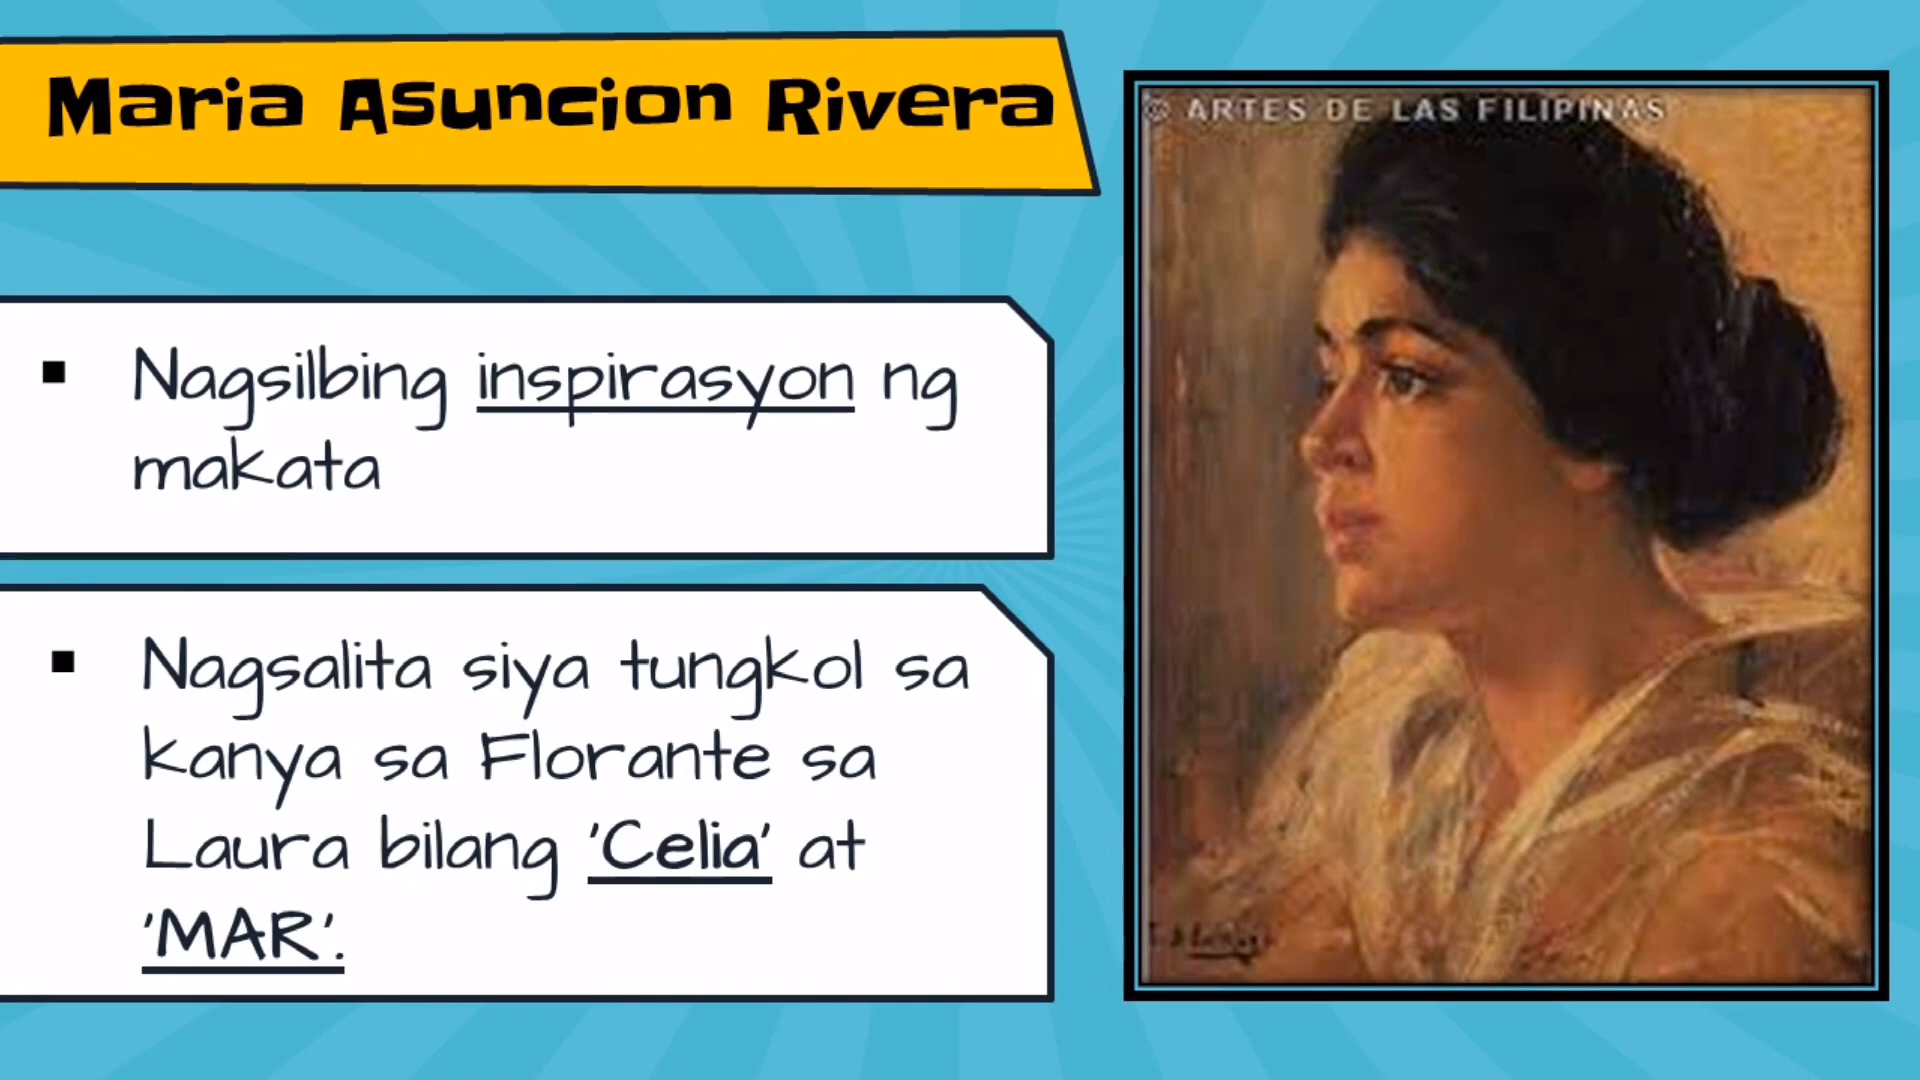 Maria Asuncion Rivera
▪ Nagsilbing inspirasyon ng
makata
▪ Nagsalita siya tungkol sa
kanya sa Florante sa
Laura bilang 'Celia' at
'MAR'.
© ARTES DE LAS FILIPINAS